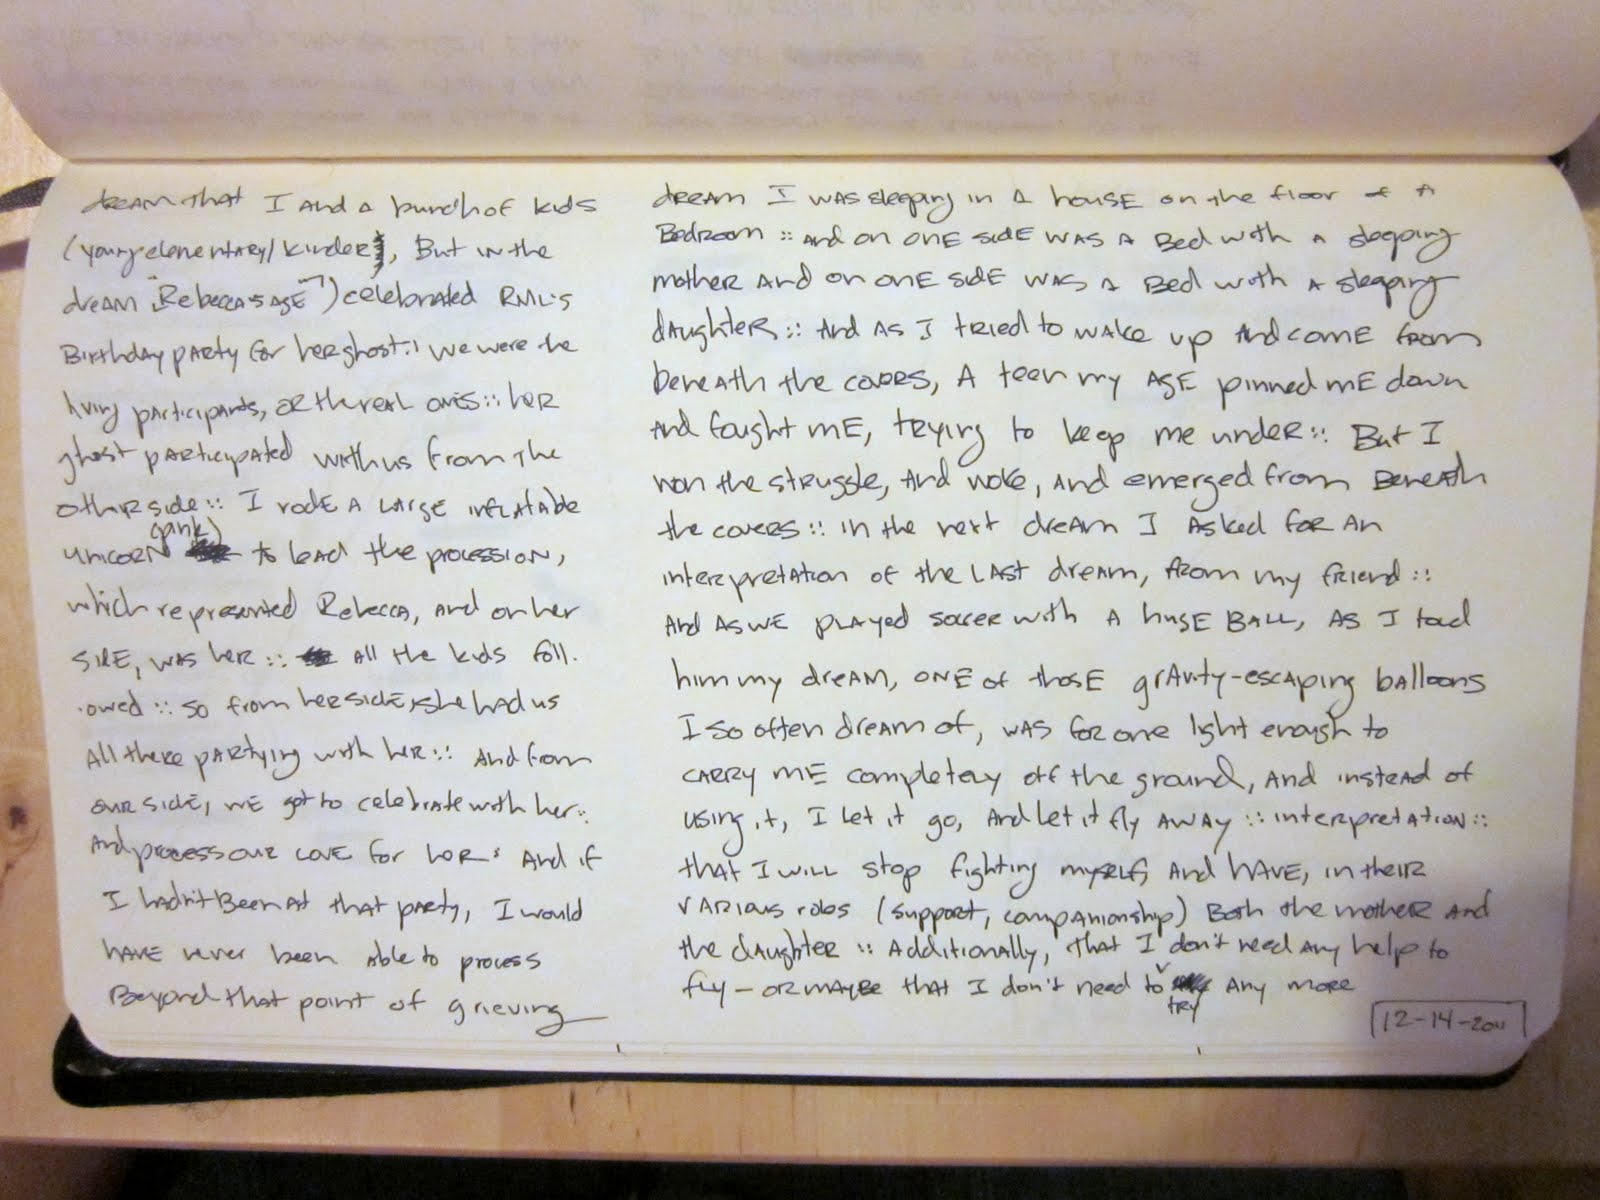 dream that I and a bunch of kids
(young elementary/kinder), But in the
dream "Rebecca's age") celebrated RML's
Birthday party for her ghost:: we were the
living participants, or the real ones:: her
ghost participated with us from the
other side:: I rode a large inflatable
unicorn (pink) to lead the procession,
which represented Rebecca, and on her
side, was her:: all the kids foll-
owed:: so from her side, she had us
all there partying with her:: And from
our side, we got to celebrate with her::
And process our love for her: And if
I hadn't Been at that party, I would
have never been able to process
Beyond that point of grieving
dream I was sleeping in a house on the floor of a
Bedroom:: and on one side was a Bed with a sleeping
mother and on one side was a Bed with a sleeping
daughter:: And as I tried to wake up and come from
beneath the covers, a teen my age pinned me down
and fought me, trying to keep me under:: But I
won the struggle, and woke, and emerged from Beneath
the covers:: in the next dream I asked for an
interpretation of the last dream, from my friend::
And as we played soccer with a huge Ball, as I told
him my dream, one of those gravity-escaping balloons
I so often dream of, was for one light enough to
carry me completely off the ground, and instead of
using it, I let it go, and let it fly away:: interpretation::
that I will stop fighting myself, and have, in their
various roles (support, companionship) Both the mother and
the daughter:: Additionally, that I don't need any help to
fly — or maybe that I don't need to try any more
12-14-2011